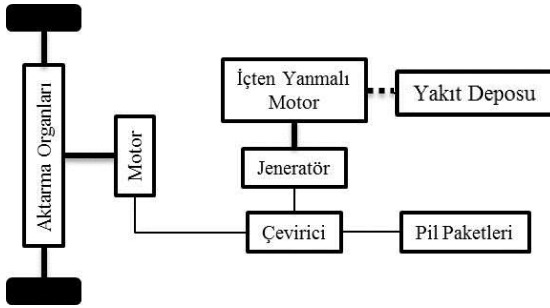 Aktarma Organları
Motor
İçten Yanmalı
Motor
Yakıt Deposu
Jeneratör
Çevirici
Pil Paketleri